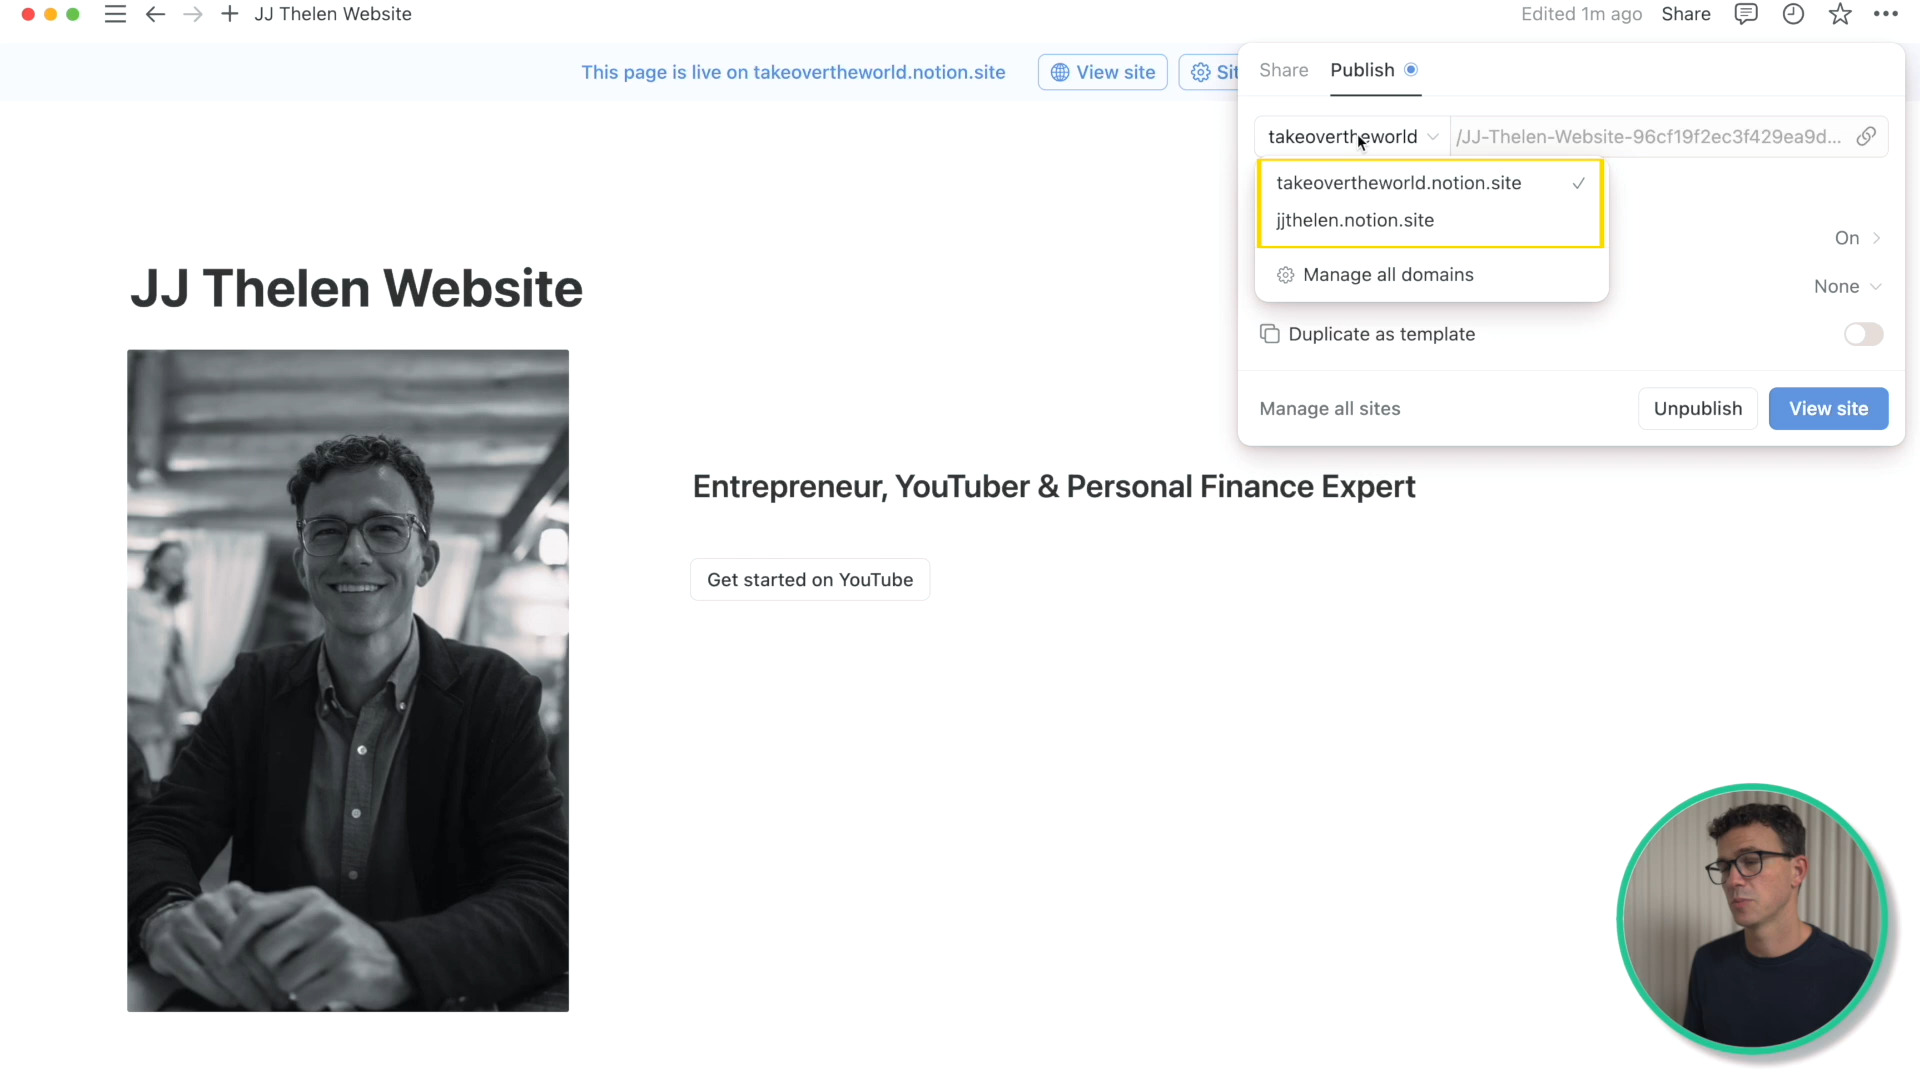 JJ Thelen Website
Edited 1m ago
Share
This page is live on takeovertheworld.notion.site
View site
Sit
Share
Publish
takeovertheworld
/JJ-Thelen-Website-96cf19f2ec3f429ea9d...
takeovertheworld.notion.site
jjthelen.notion.site
Manage all domains
On
None
Duplicate as template
Manage all sites
Unpublish
View site
JJ Thelen Website
Entrepreneur, YouTuber & Personal Finance Expert
Get started on YouTube